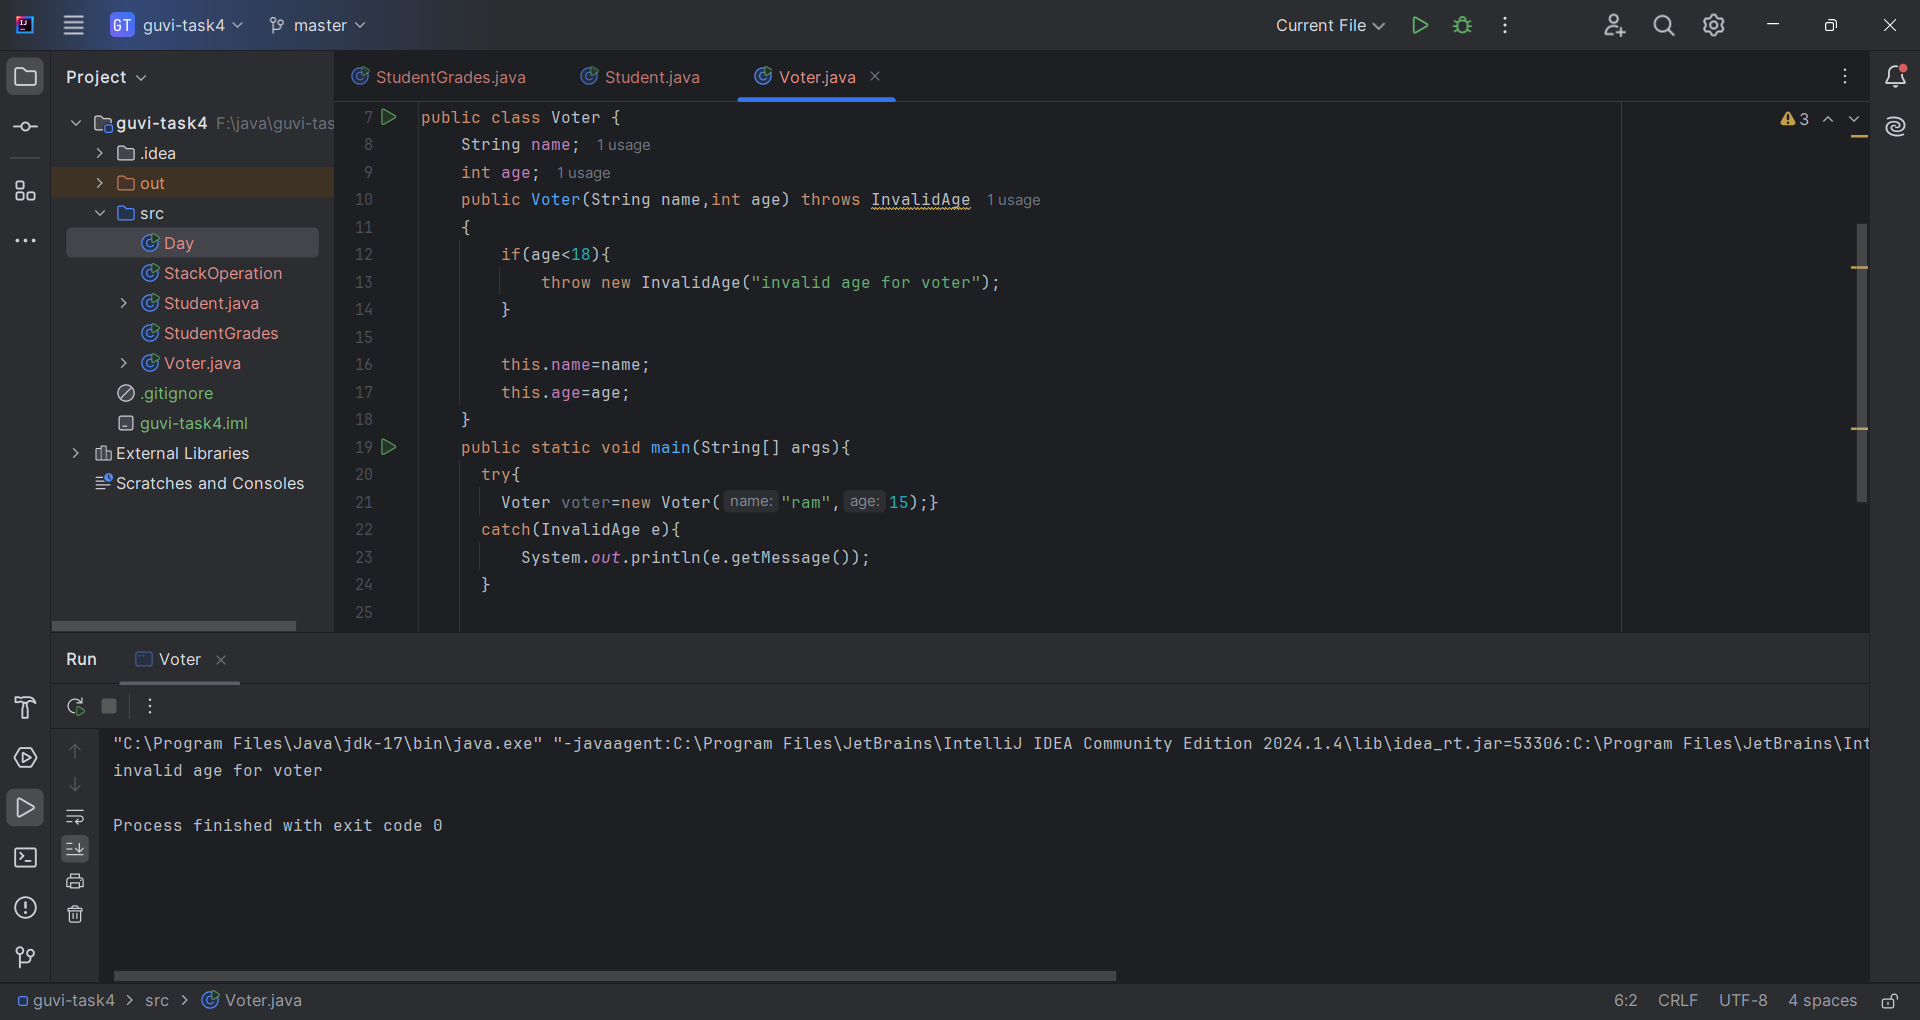 GT guvi-task4 master Current File
Project
StudentGrades.java Student.java Voter.java
guvi-task4 F:\java\guvi-tas
.idea
out
src
Day
StackOperation
Student.java
StudentGrades
Voter.java
.gitignore
guvi-task4.iml
External Libraries
Scratches and Consoles
3
7 public class Voter {
8 String name; 1 usage
9 int age; 1 usage
10 public Voter(String name,int age) throws InvalidAge 1 usage
11 {
12 if(age<18){
13 throw new InvalidAge("invalid age for voter");
14 }
15
16 this.name=name;
17 this.age=age;
18 }
19 public static void main(String[] args){
20 try{
21 Voter voter=new Voter( name: "ram", age: 15);}
22 catch(InvalidAge e){
23 System.out.println(e.getMessage());
24 }
25
Run Voter
"C:\Program Files\Java\jdk-17\bin\java.exe" "-javaagent:C:\Program Files\JetBrains\IntelliJ IDEA Community Edition 2024.1.4\lib\idea_rt.jar=53306:C:\Program Files\JetBrains\Int
invalid age for voter
Process finished with exit code 0
guvi-task4 > src > Voter.java
6:2 CRLF UTF-8 4 spaces